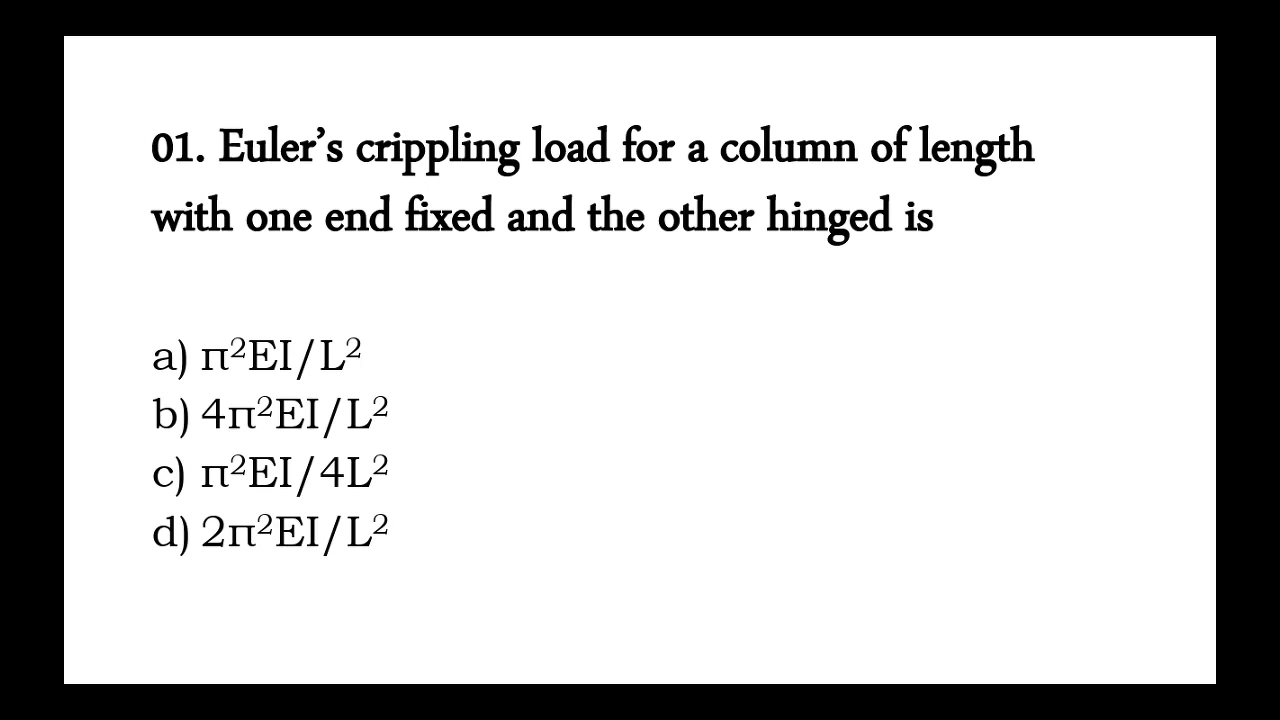 01. Euler’s crippling load for a column of length
with one end fixed and the other hinged is
a) π²EI/L²
b) 4π²EI/L²
c) π²EI/4L²
d) 2π²EI/L²